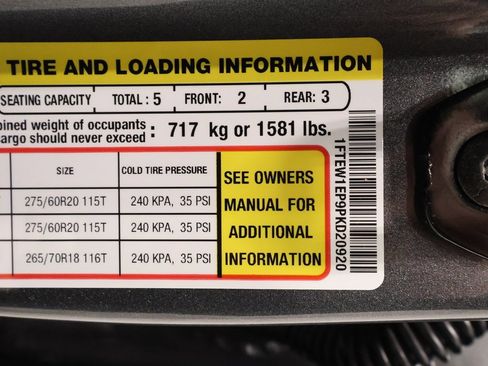 TIRE AND LOADING INFORMATION
SEATING CAPACITY TOTAL : 5 FRONT: 2 REAR: 3
bined weight of occupants
cargo should never exceed : 717 kg or 1581 lbs.
SIZE COLD TIRE PRESSURE
275/60R20 115T 240 KPA, 35 PSI
275/60R20 115T 240 KPA, 35 PSI
265/70R18 116T 240 KPA, 35 PSI
SEE OWNERS
MANUAL FOR
ADDITIONAL
INFORMATION
1FTEW1EP9PKD20920